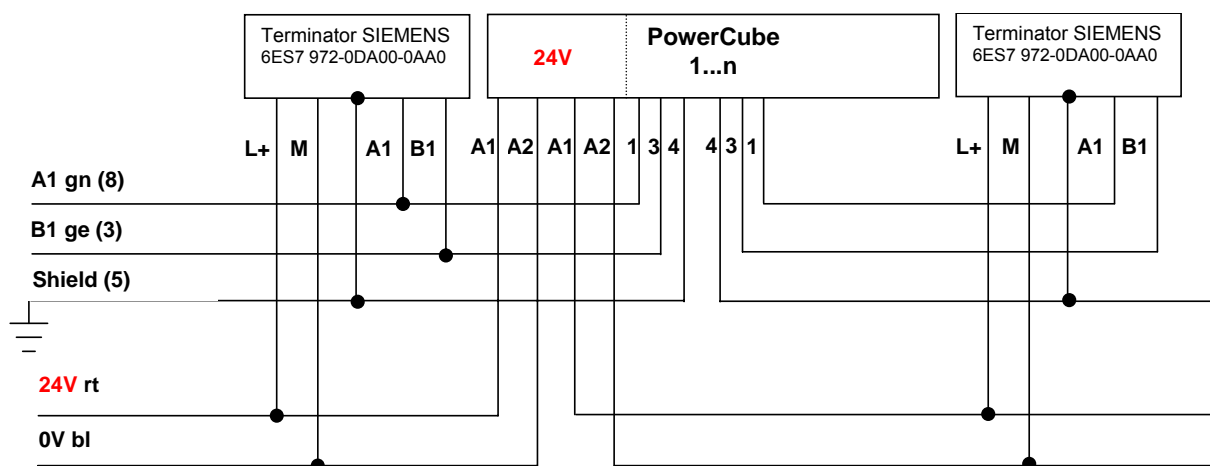 Terminator SIEMENS
6ES7 972-0DA00-0AA0
24V
PowerCube
1...n
Terminator SIEMENS
6ES7 972-0DA00-0AA0
L+ M A1 B1 A1 A2 A1 A2 1 3 4 4 3 1 L+ M A1 B1
A1 gn (8)
B1 ge (3)
Shield (5)
24V rt
0V bl